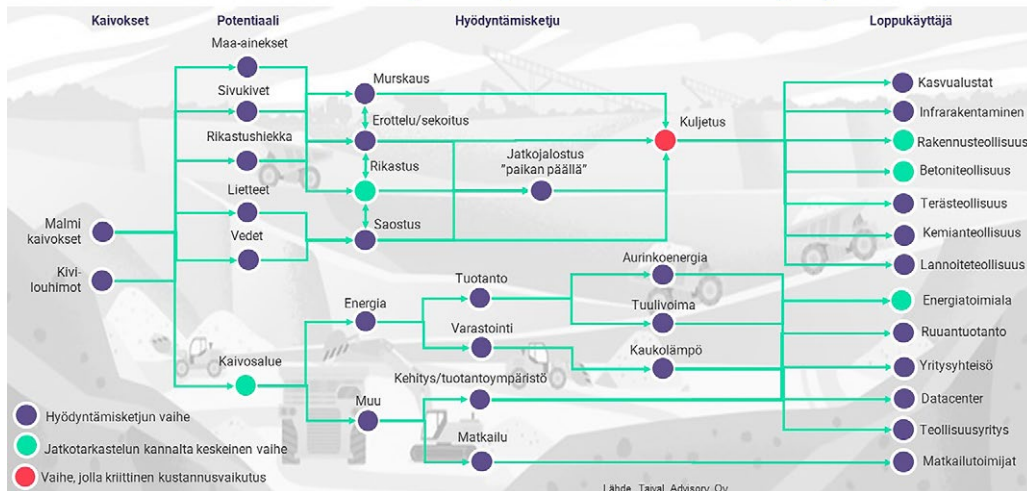 Kaivokset
Potentiaali
Hyödyntämisketju
Loppukäyttäjä
Malmi
kaivokset
Kivi-
louhimot
Maa-ainekset
Sivukivet
Rikastushiekka
Lietteet
Vedet
Kaivosalue
Murskaus
Erottelu/sekoitus
Rikastus
Saostus
Jatkojalostus
"paikan päällä"
Kuljetus
Energia
Muu
Tuotanto
Varastointi
Kehitys/tuotantoympäristö
Matkailu
Aurinkoenergia
Tuulivoima
Kaukolämpö
Kasvualustat
Infrarakentaminen
Rakennusteollisuus
Betoniteollisuus
Terästeollisuus
Kemianteollisuus
Lannoiteteollisuus
Energiatoimiala
Ruuantuotanto
Yritysyhteisö
Datacenter
Teollisuusyritys
Matkailutoimijat
Hyödyntämisketjun vaihe
Jatkotarkastelun kannalta keskeinen vaihe
Vaihe, jolla kriittinen kustannusvaikutus
Lähde Taival Advisory Oy